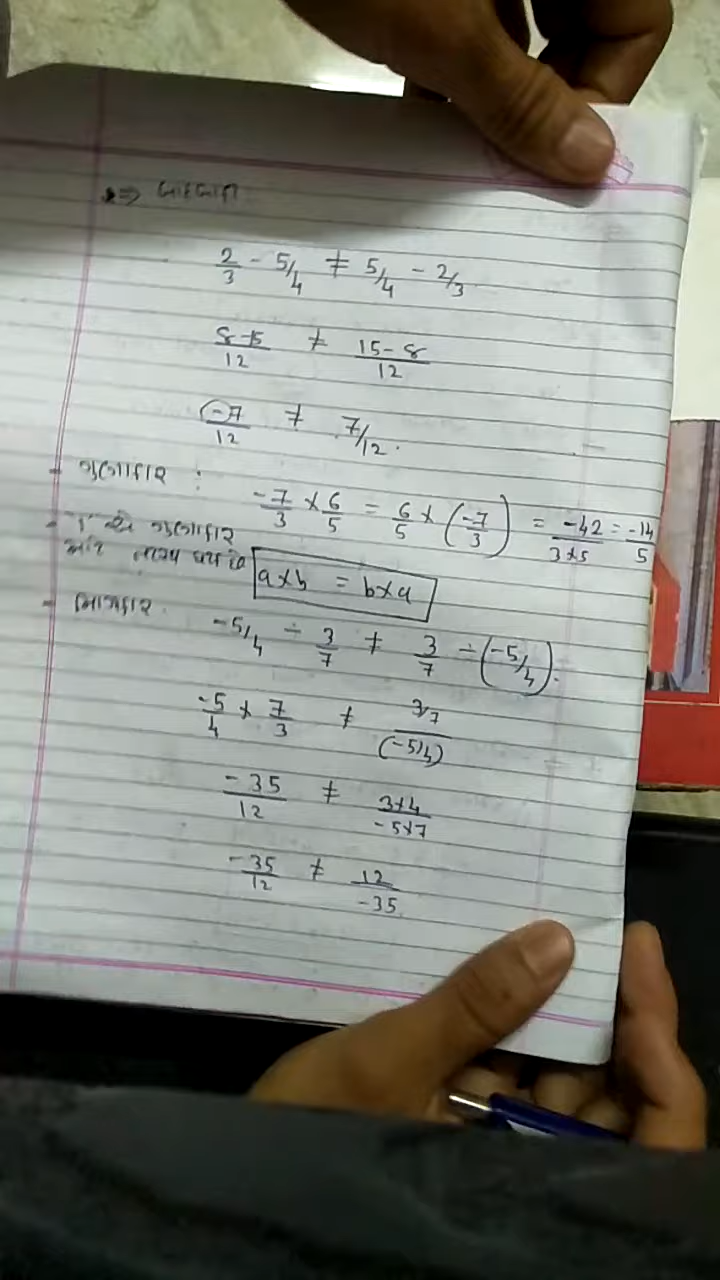 ⇒ બાદબાકી
2/3 - 5/4 ≠ 5/4 - 2/3
8-15/12 ≠ 15-8/12
-7/12 ≠ 7/12.
- ગુણાકાર :
-7/3 × 6/5 = 6/5 × (-7/3) = -42/3×5 = -14/5
ગુણાકાર
માટે
a×b = b×a
- ભાગાકાર.
-5/4 ÷ 3/7 ≠ 3/7 ÷ (-5/4).
-5/4 × 7/3 ≠ 3/7/(-5/4)
-35/12 ≠ 3×4/-5×7
-35/12 ≠ 12/-35.